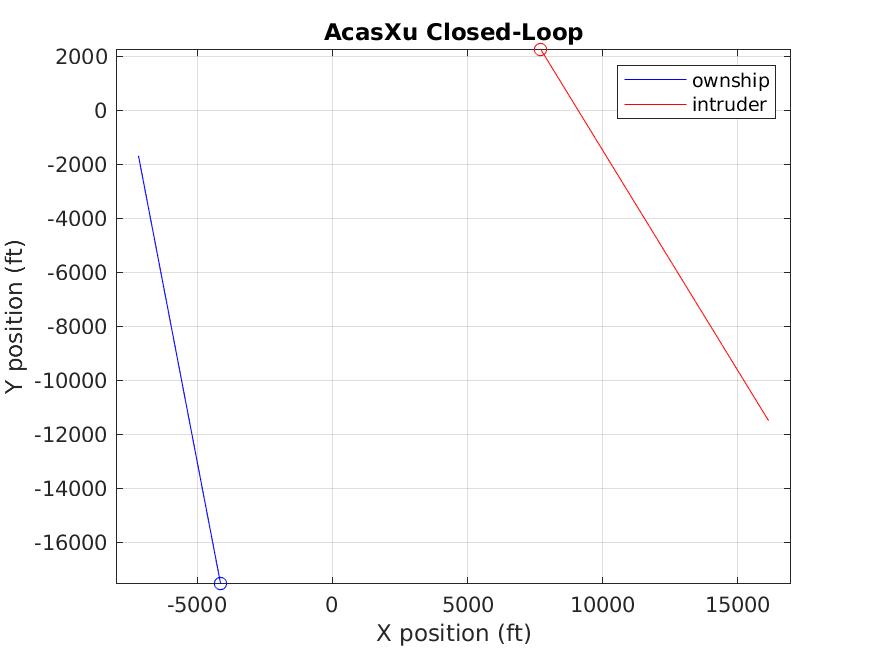 AcasXu Closed-Loop
2000
0
-2000
-4000
-6000
-8000
-10000
-12000
-14000
-16000
Y position (ft)
ownship
intruder
-5000 0 5000 10000 15000
X position (ft)